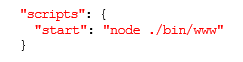 "scripts": {
"start": "node ./bin/www"
}